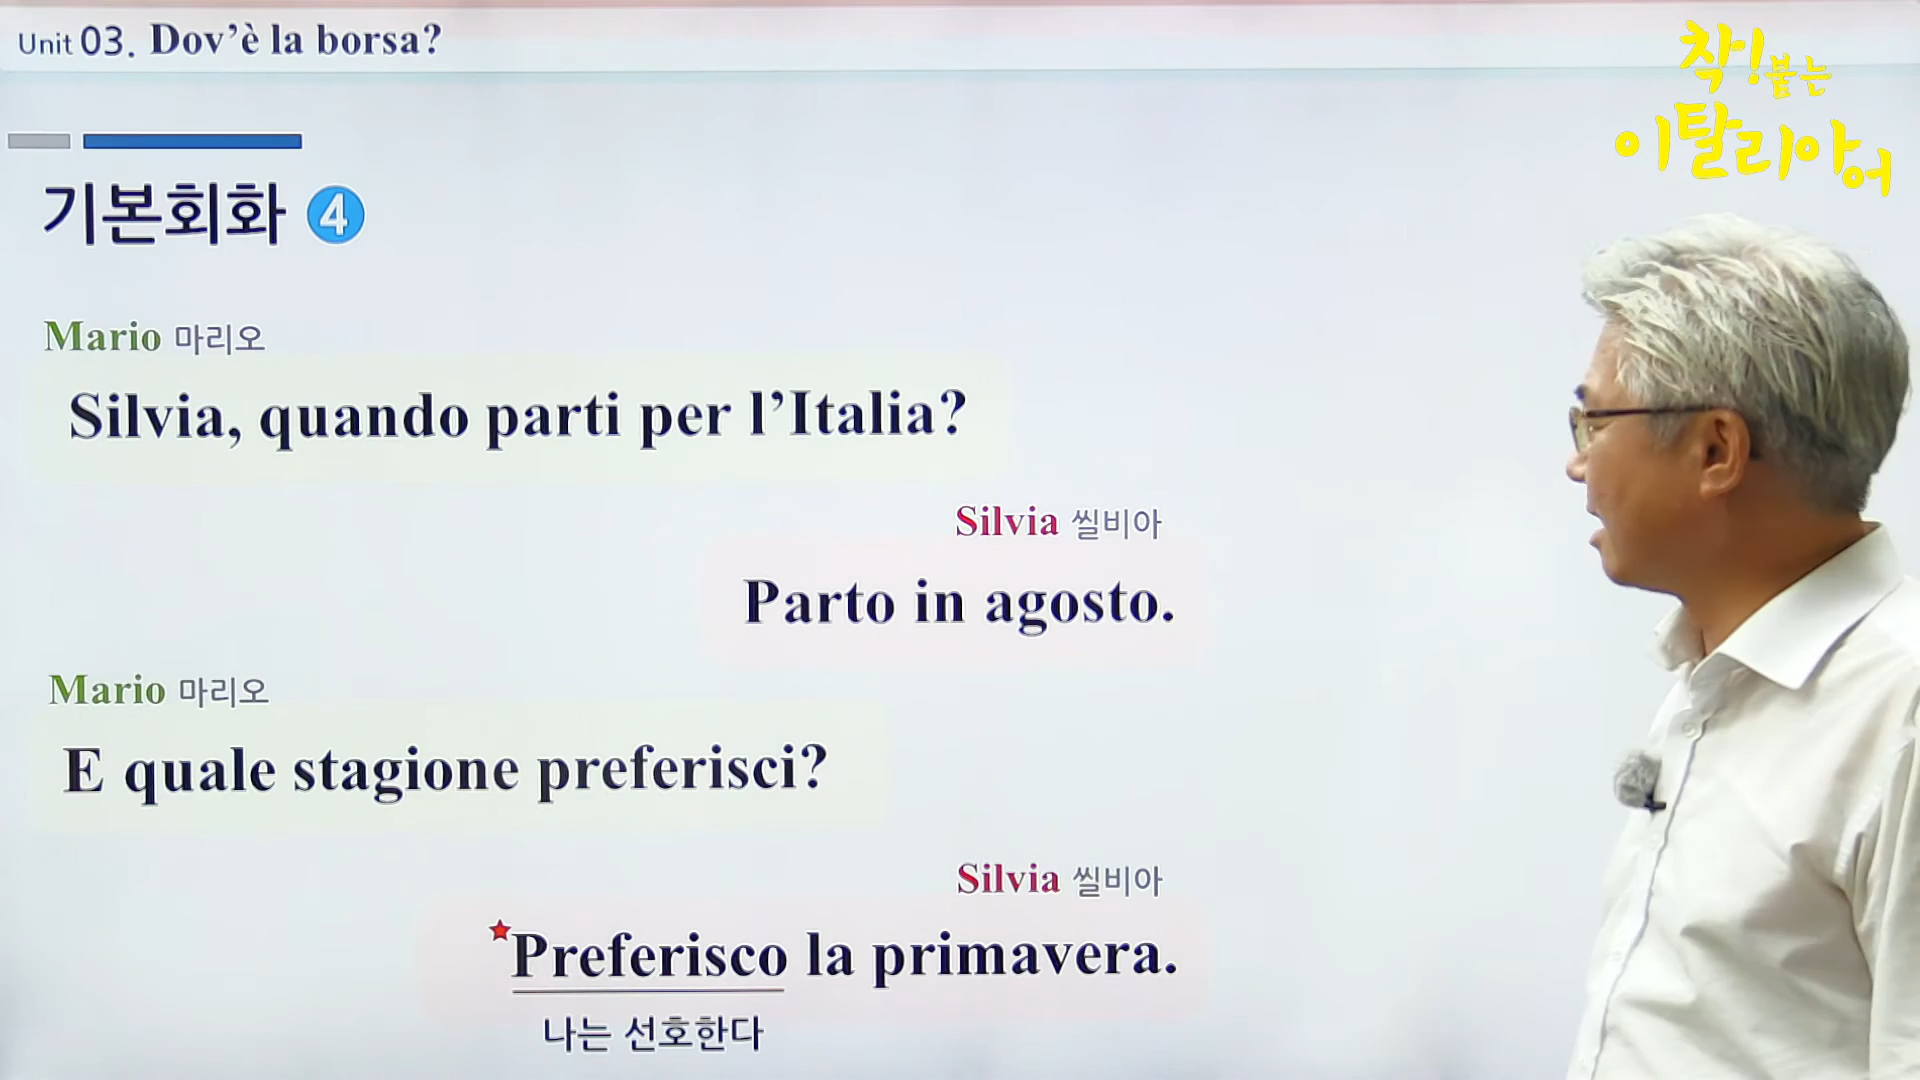 Unit 03. Dov’è la borsa?
착! 붙는
이탈리아어
기본회화 4
Mario 마리오
Silvia, quando parti per l’Italia?
Silvia 씰비아
Parto in agosto.
Mario 마리오
E quale stagione preferisci?
Silvia 씰비아
★Preferisco la primavera.
나는 선호한다